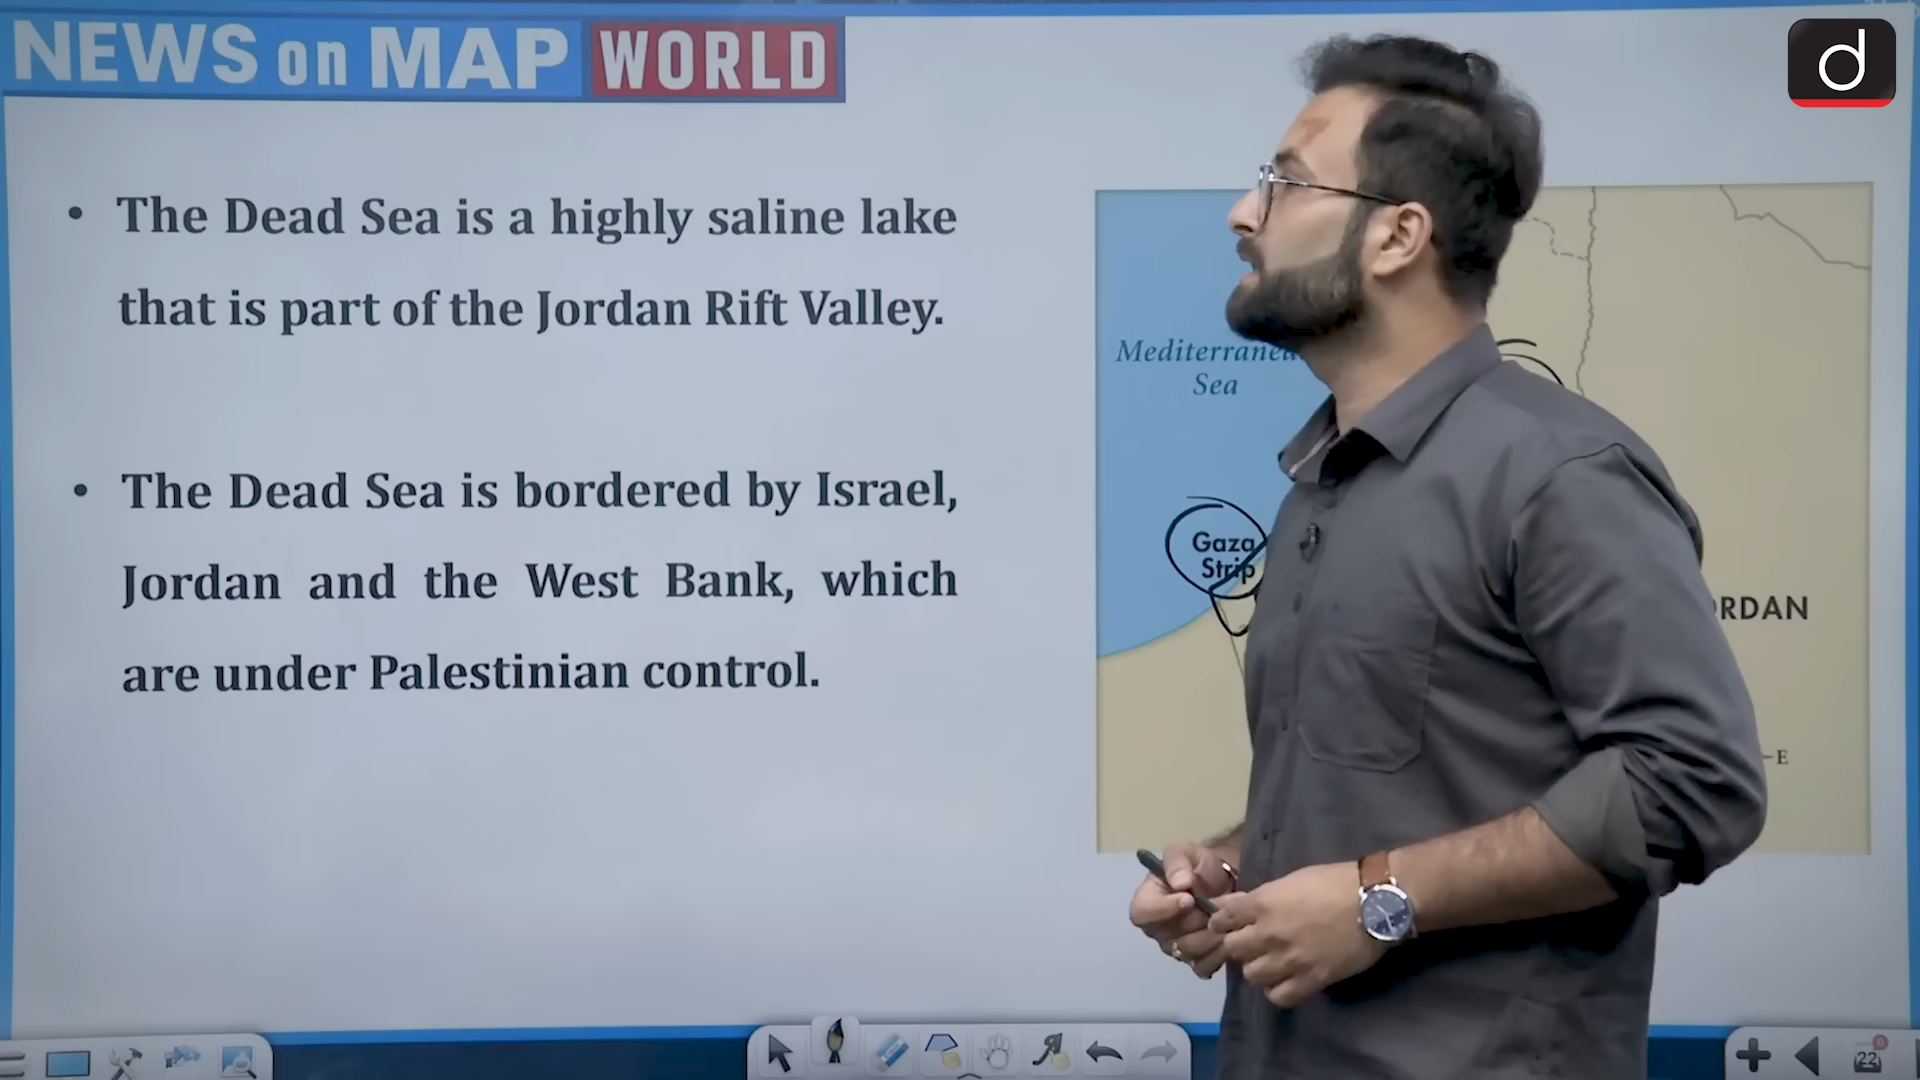 NEWS on MAP WORLD
d
The Dead Sea is a highly saline lake
that is part of the Jordan Rift Valley.
The Dead Sea is bordered by Israel,
Jordan and the West Bank, which
are under Palestinian control.
Mediterranea
Sea
Gaza
Strip
RDAN
E
22